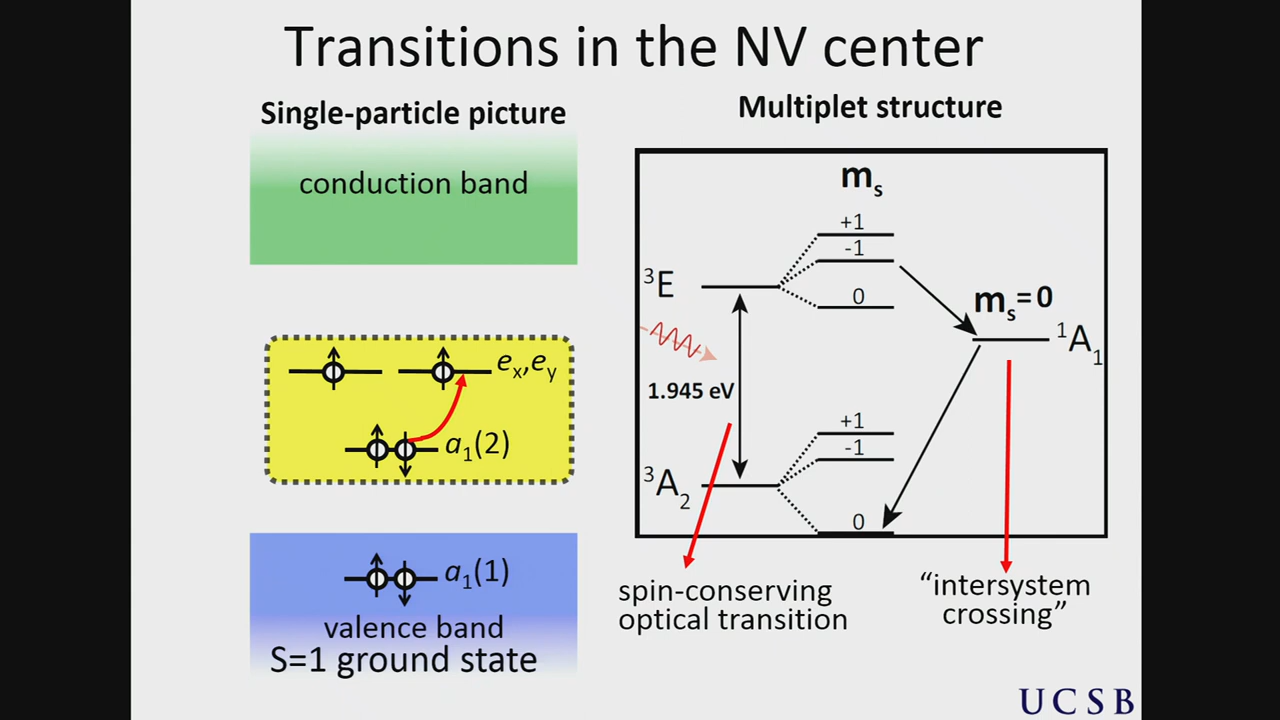 Transitions in the NV center
Single-particle picture
conduction band
eₓ,e_y
a₁(2)
a₁(1)
valence band
S=1 ground state
Multiplet structure
mₛ
+1
-1
0
³E
mₛ=0
¹A₁
1.945 eV
+1
-1
³A₂
0
spin-conserving
optical transition
“intersystem
crossing”
UCSB